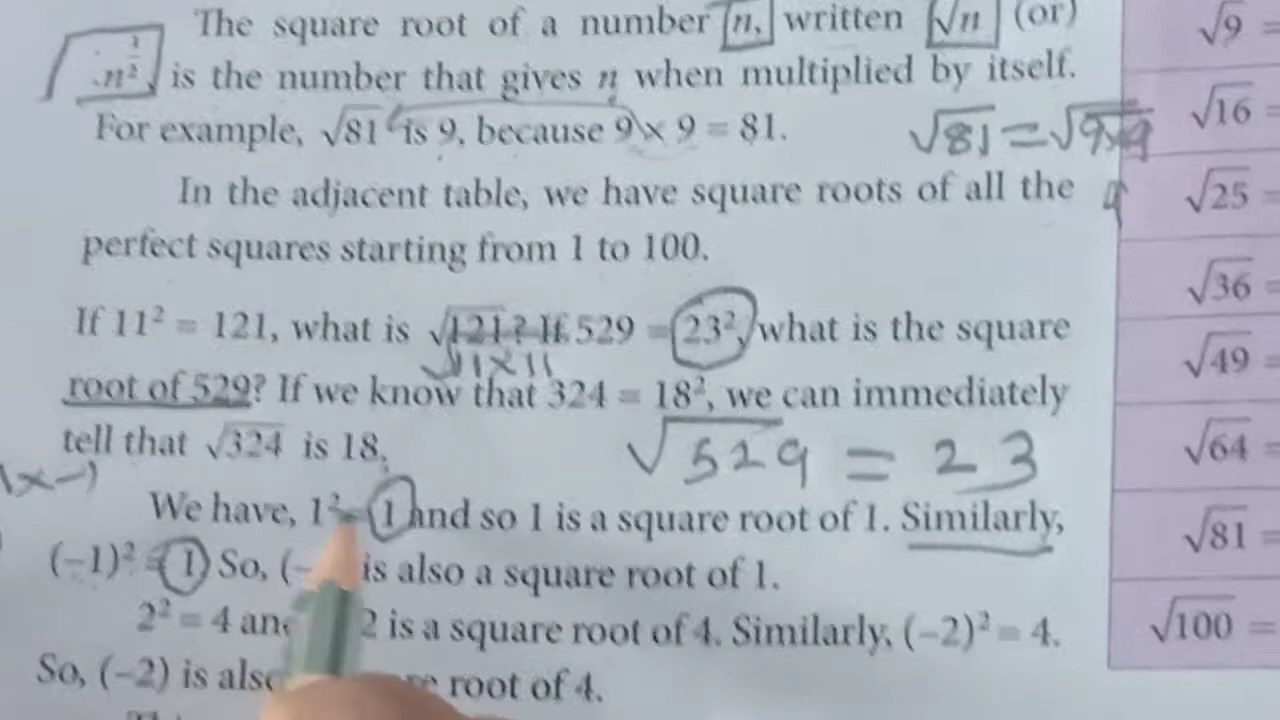 The square root of a number n, written √n (or)
n^½, is the number that gives n when multiplied by itself.
For example, √81 is 9, because 9 × 9 = 81.
√81 = √9×9
In the adjacent table, we have square roots of all the
perfect squares starting from 1 to 100.
If 11² = 121, what is √121? If 529 = 23², what is the square
√11×11
root of 529? If we know that 324 = 18², we can immediately
tell that √324 is 18.
√529 = 23
We have, 1² = 1 and so 1 is a square root of 1. Similarly,
(−1)² = 1 So, (− is also a square root of 1.
2² = 4 and 2 is a square root of 4. Similarly, (−2)² = 4.
So, (−2) is also root of 4.
√9 =
√16 =
√25 =
√36 =
√49 =
√64 =
√81 =
√100 =